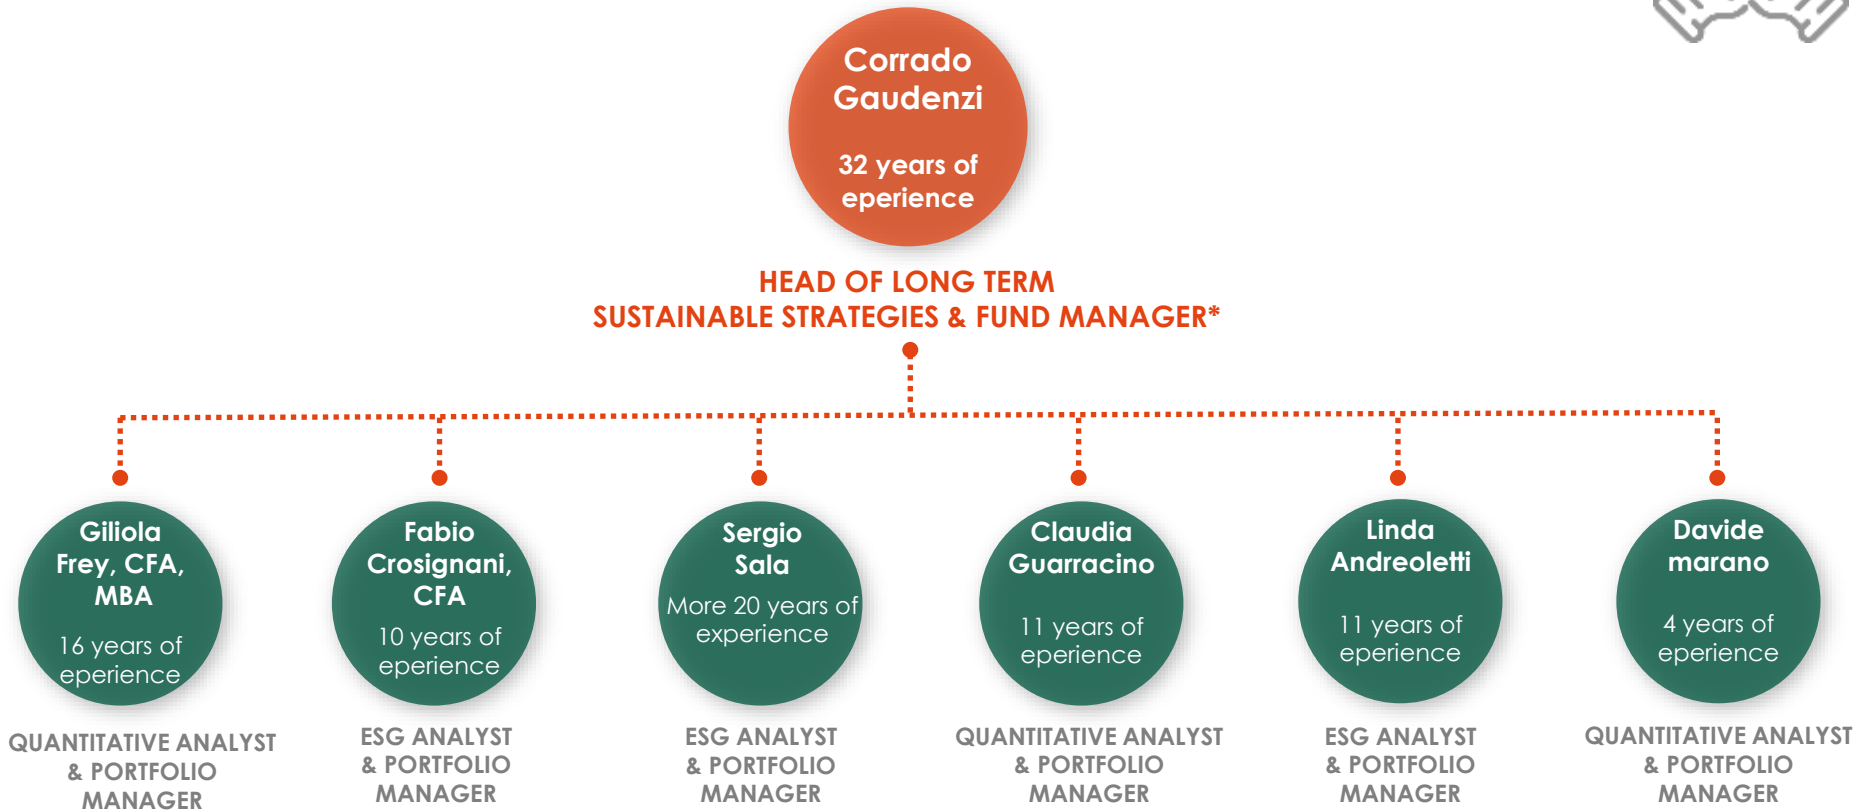 Corrado
Gaudenzi
32 years of
eperience
HEAD OF LONG TERM
SUSTAINABLE STRATEGIES & FUND MANAGER*
Giliola
Frey, CFA,
MBA
16 years of
eperience
QUANTITATIVE ANALYST
& PORTFOLIO
MANAGER
Fabio
Crosignani,
CFA
10 years of
eperience
ESG ANALYST
& PORTFOLIO
MANAGER
Sergio
Sala
More 20 years of
experience
ESG ANALYST
& PORTFOLIO
MANAGER
Claudia
Guarracino
11 years of
eperience
QUANTITATIVE ANALYST
& PORTFOLIO
MANAGER
Linda
Andreoletti
11 years of
eperience
ESG ANALYST
& PORTFOLIO
MANAGER
Davide
marano
4 years of
eperience
QUANTITATIVE ANALYST
& PORTFOLIO
MANAGER